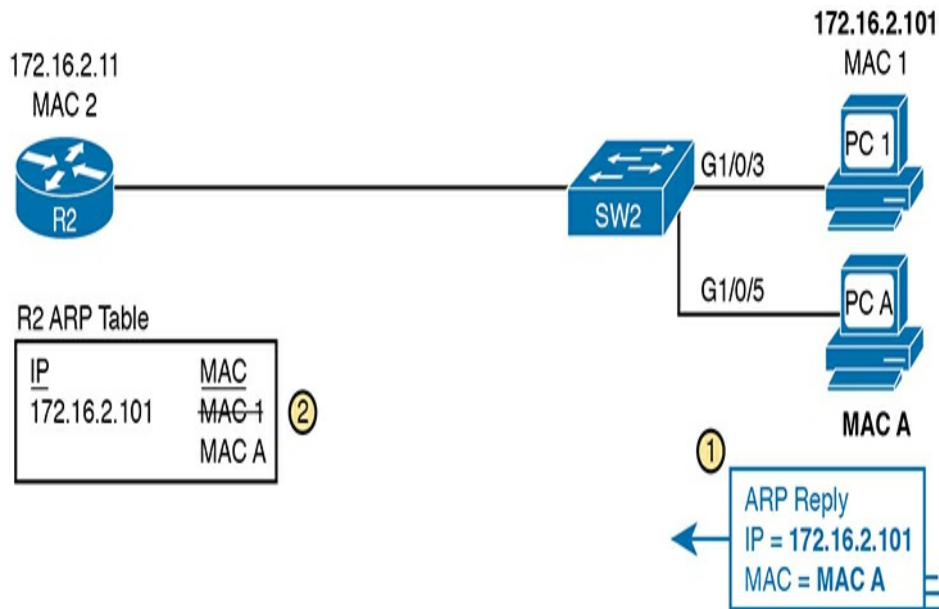 172.16.2.101
MAC 1
172.16.2.11
MAC 2
PC 1
G1/0/3
R2
SW2
G1/0/5
PC A
MAC A
R2 ARP Table
IP MAC
172.16.2.101 MAC 1
MAC A
2
1
ARP Reply
IP = 172.16.2.101
MAC = MAC A